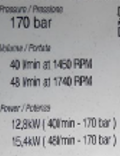 Pressure / Pressione
170 bar
Volume / Portata
40 l/min at 1450 RPM
48 l/min at 1740 RPM
Power / Potenza
12,8kW ( 40l/min - 170 bar )
15,4kW ( 48l/min - 170 bar )